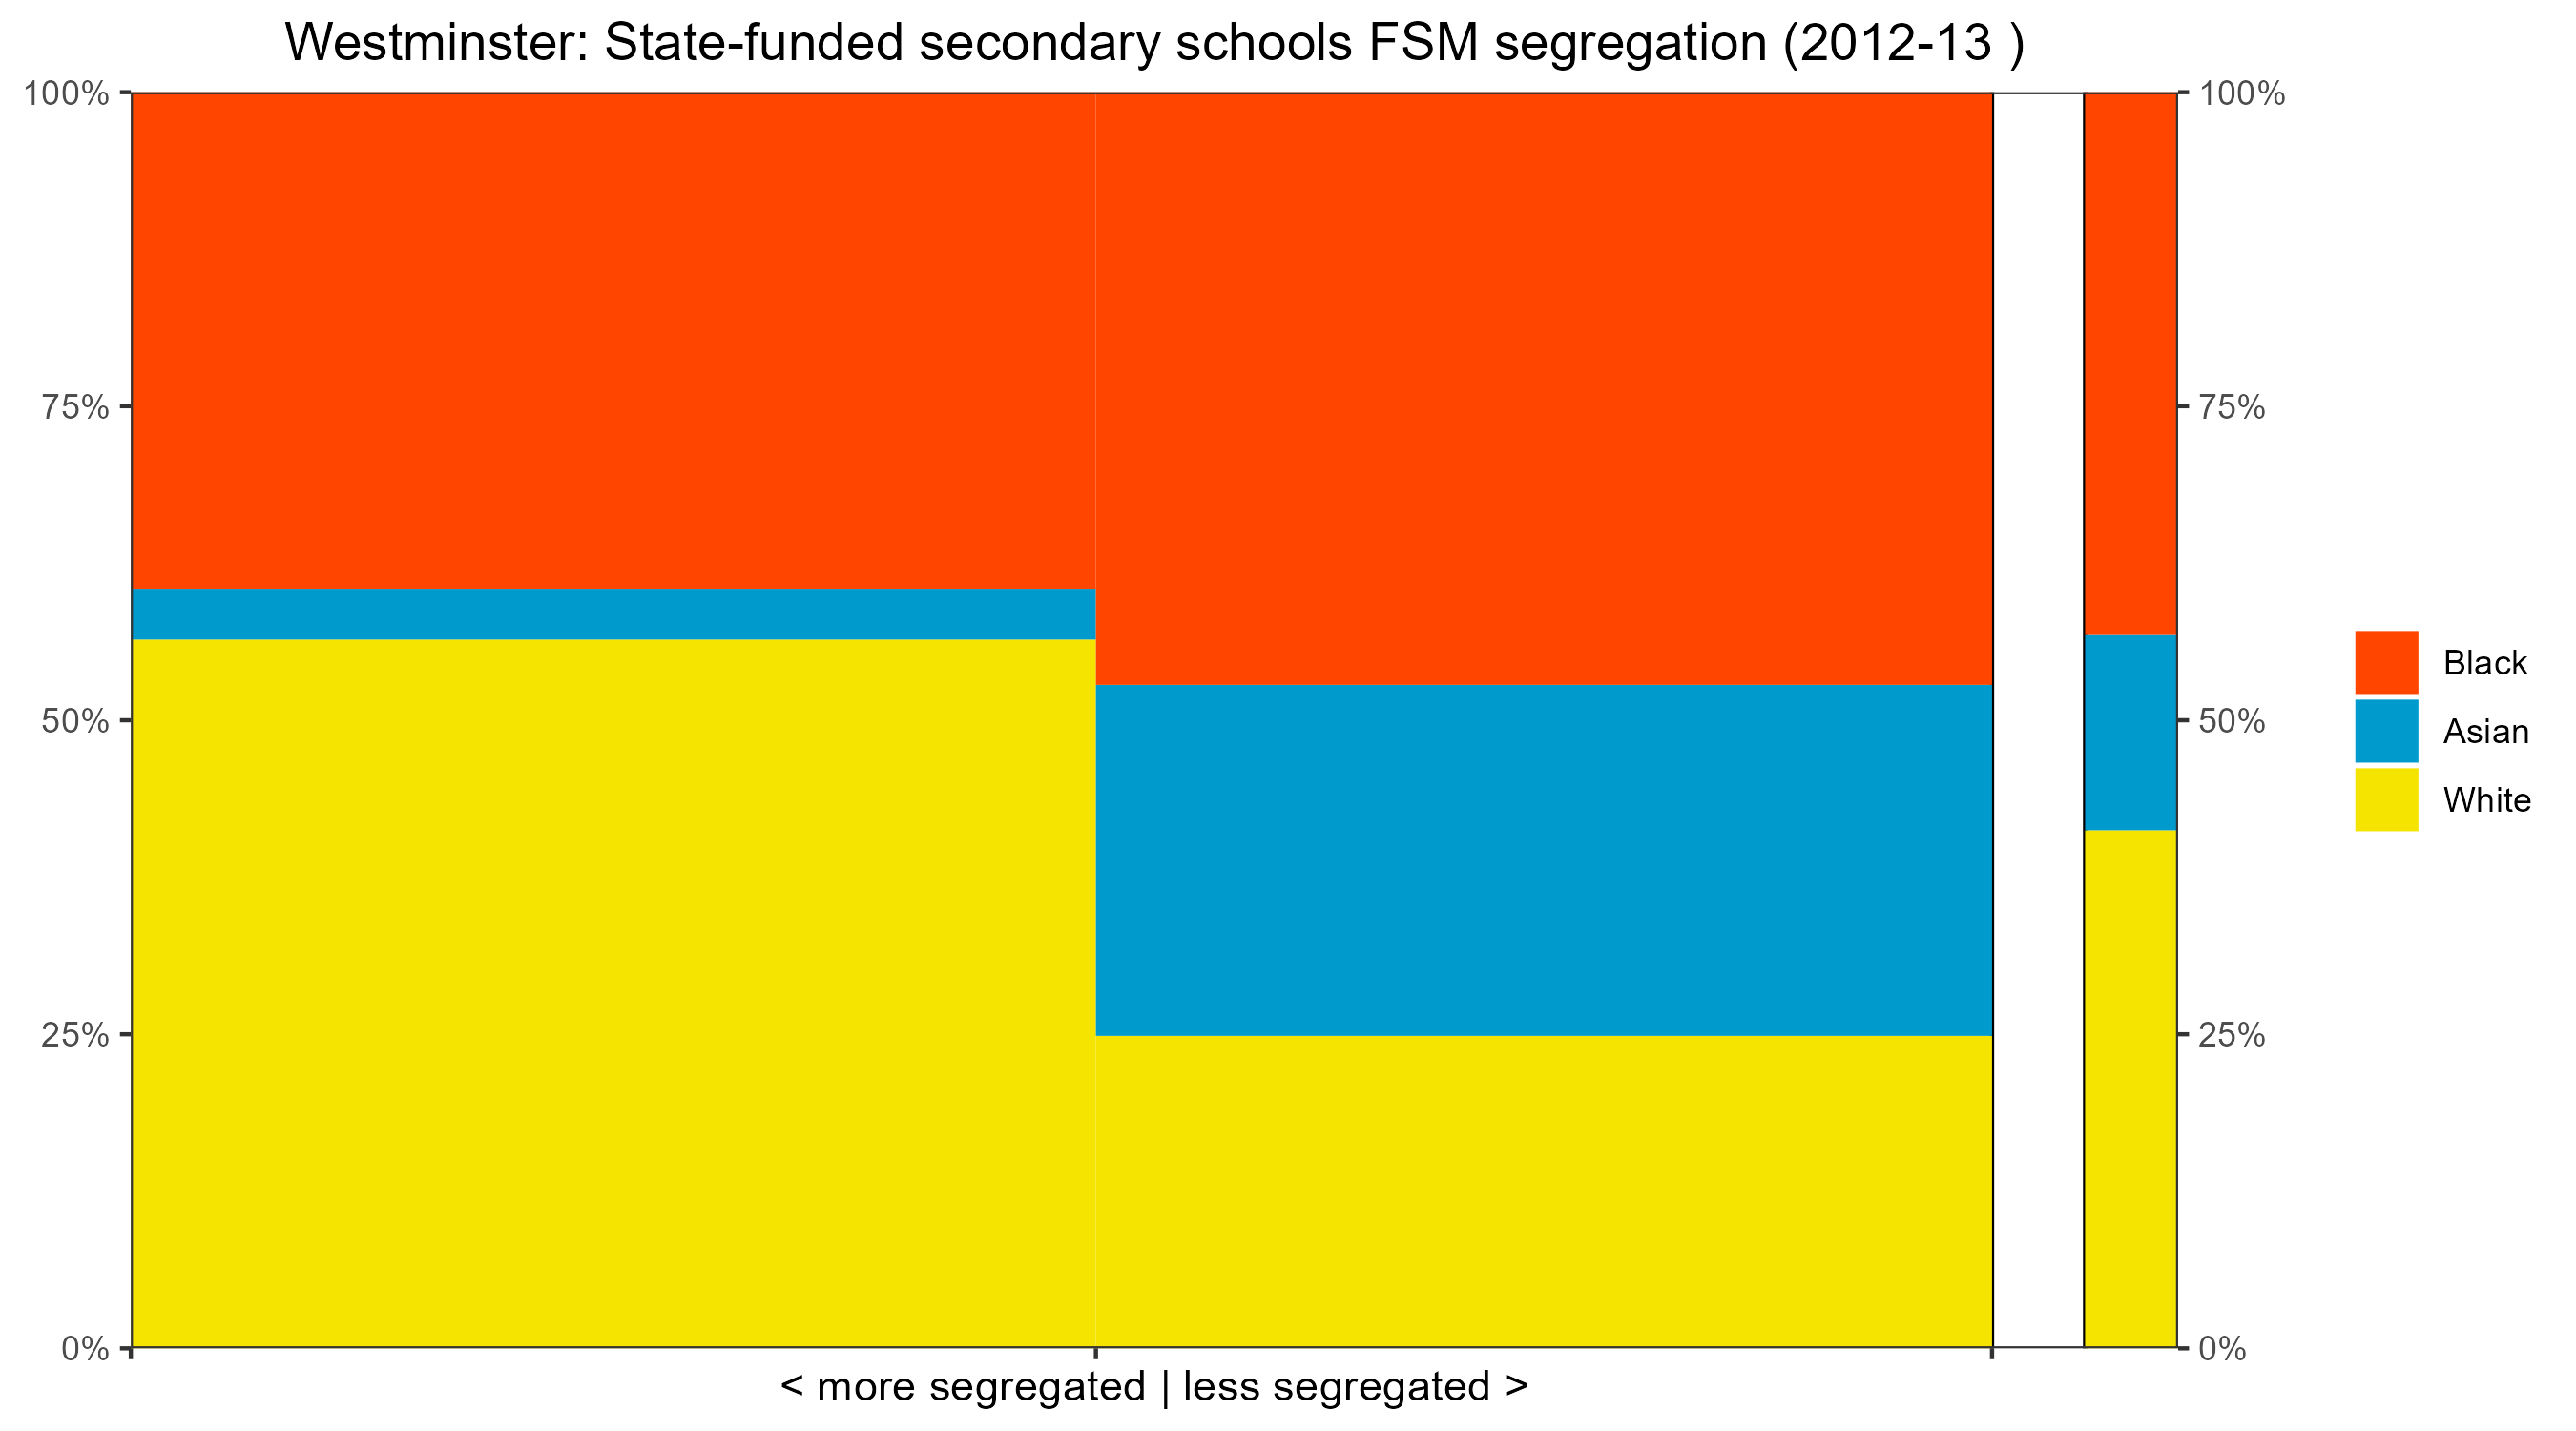 Westminster: State-funded secondary schools FSM segregation (2012-13 )
100%
75%
50%
25%
0%
100%
75%
50%
25%
0%
Black
Asian
White
< more segregated | less segregated >